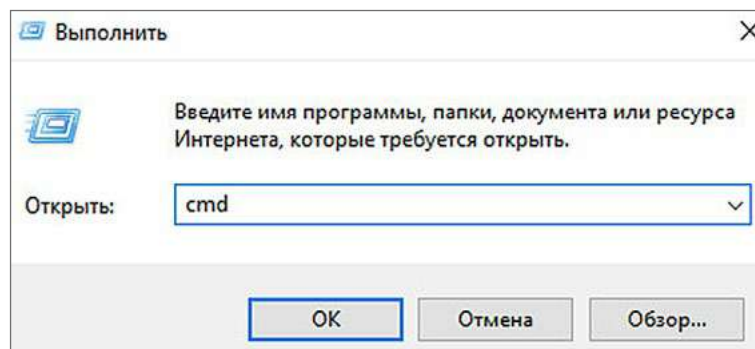 Выполнить
Введите имя программы, папки, документа или ресурса
Интернета, которые требуется открыть.
Открыть: cmd
OK Отмена Обзор...